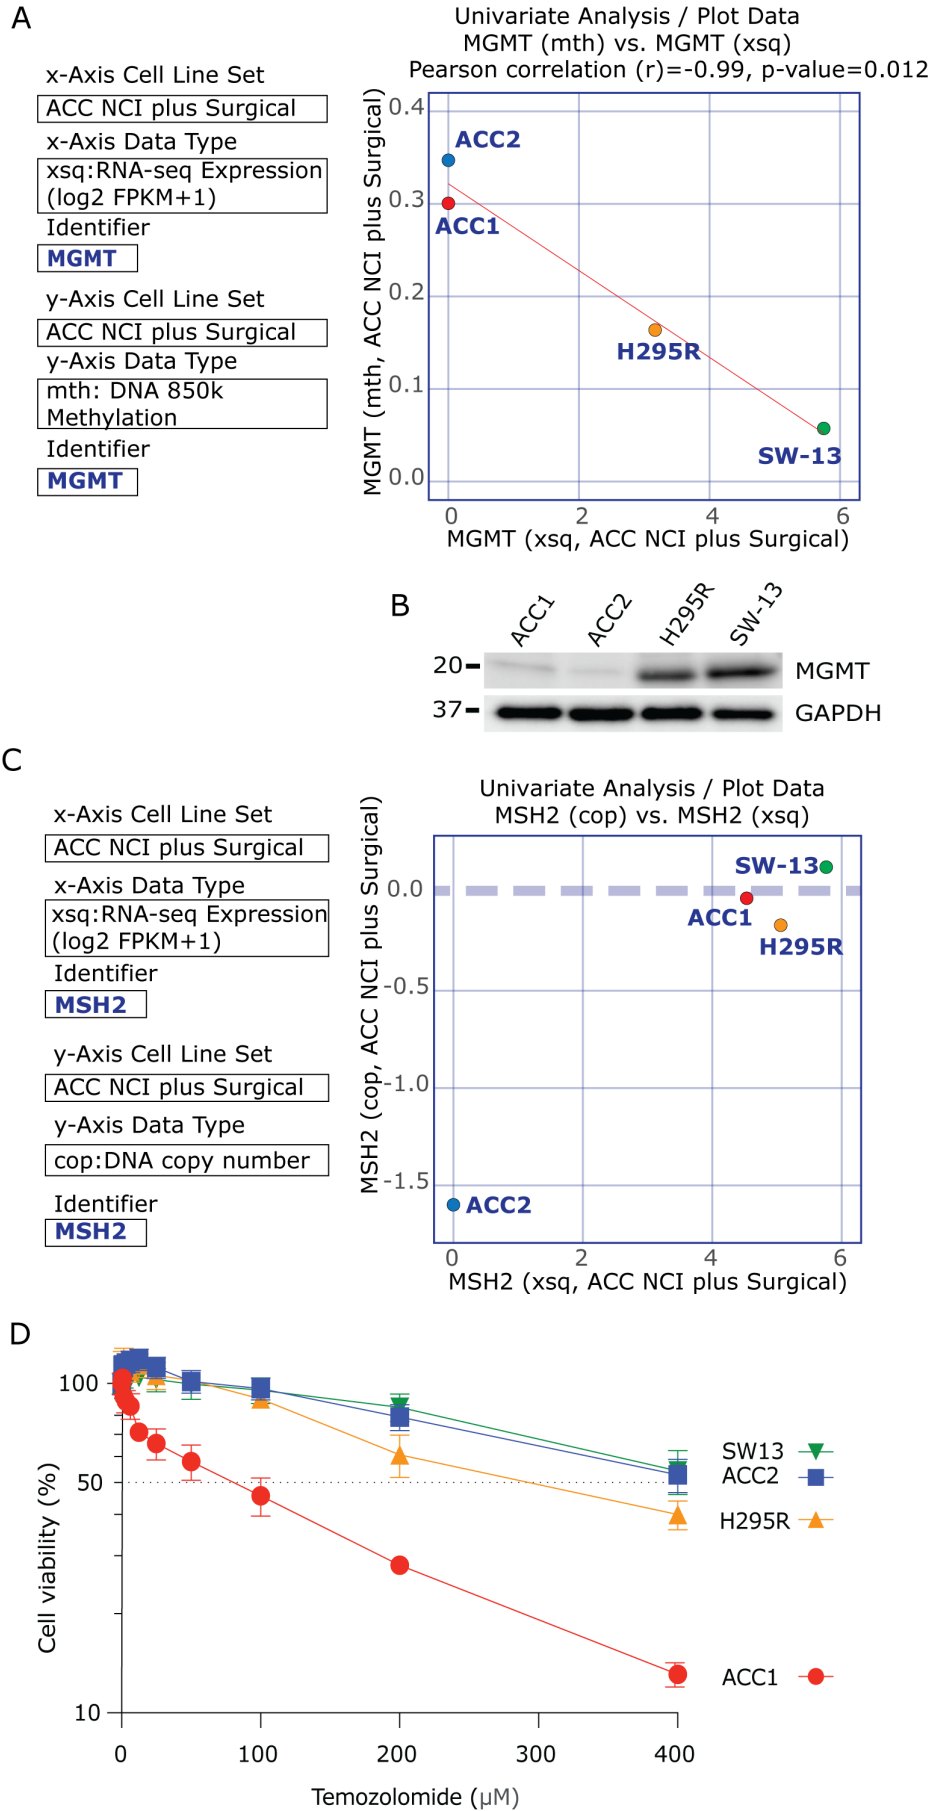 A
Univariate Analysis / Plot Data
MGMT (mth) vs. MGMT (xsq)
Pearson correlation (r)=-0.99, p-value=0.012
x-Axis Cell Line Set
ACC NCI plus Surgical
x-Axis Data Type
xsq:RNA-seq Expression
(log2 FPKM+1)
Identifier
MGMT
y-Axis Cell Line Set
ACC NCI plus Surgical
y-Axis Data Type
mth: DNA 850k
Methylation
Identifier
MGMT
MGMT (mth, ACC NCI plus Surgical)
0.4
0.3
0.2
0.1
0.0
ACC2
ACC1
H295R
SW-13
0 2 4 6
MGMT (xsq, ACC NCI plus Surgical)
B
ACC1 ACC2 H295R SW-13
20 MGMT
37 GAPDH
C
Univariate Analysis / Plot Data
MSH2 (cop) vs. MSH2 (xsq)
x-Axis Cell Line Set
ACC NCI plus Surgical
x-Axis Data Type
xsq:RNA-seq Expression
(log2 FPKM+1)
Identifier
MSH2
y-Axis Cell Line Set
ACC NCI plus Surgical
y-Axis Data Type
cop:DNA copy number
Identifier
MSH2
MSH2 (cop, ACC NCI plus Surgical)
0.0
-0.5
-1.0
-1.5
SW-13
ACC1
H295R
ACC2
0 2 4 6
MSH2 (xsq, ACC NCI plus Surgical)
D
Cell viability (%)
100
50
10
SW13
ACC2
H295R
ACC1
0 100 200 300 400
Temozolomide (μM)